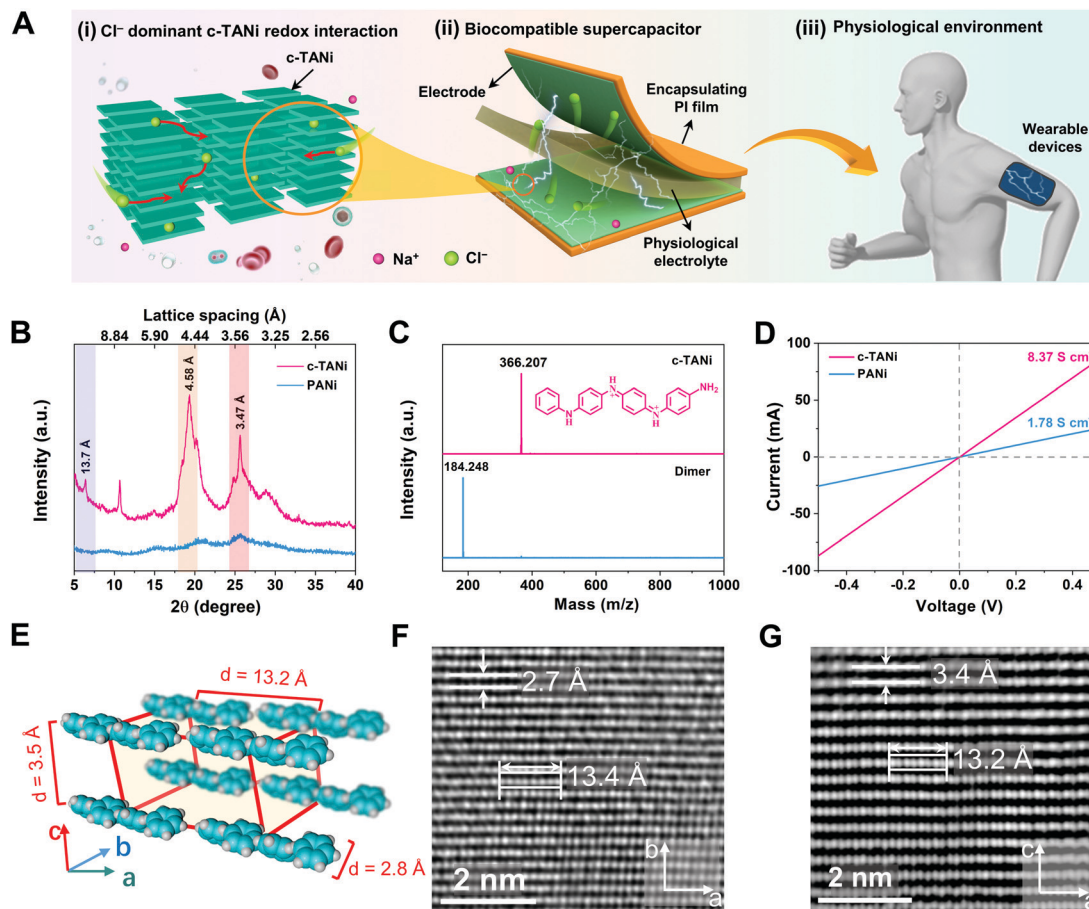 A
(i) Cl⁻ dominant c-TANi redox interaction
c-TANi
Na⁺
Cl⁻
(ii) Biocompatible supercapacitor
Electrode
Encapsulating
PI film
Physiological
electrolyte
(iii) Physiological environment
Wearable
devices
B
Lattice spacing (Å)
8.84 5.90 4.44 3.56 3.25 2.56
c-TANi
PANi
13.7 Å
4.58 Å
3.47 Å
Intensity (a.u.)
5 10 15 20 25 30 35 40
2θ (degree)
C
c-TANi
366.207
H
N
+
NH₂
N
H
N
+
H
Dimer
184.248
Intensity (a.u.)
200 400 600 800 1000
Mass (m/z)
D
c-TANi
PANi
8.37 S cm
1.78 S cm
Current (mA)
100
50
0
-50
-100
-0.4 -0.2 0.0 0.2 0.4
Voltage (V)
E
d = 13.2 Å
d = 3.5 Å
d = 2.8 Å
c
b
a
F
2.7 Å
13.4 Å
2 nm
b
a
G
3.4 Å
13.2 Å
2 nm
c